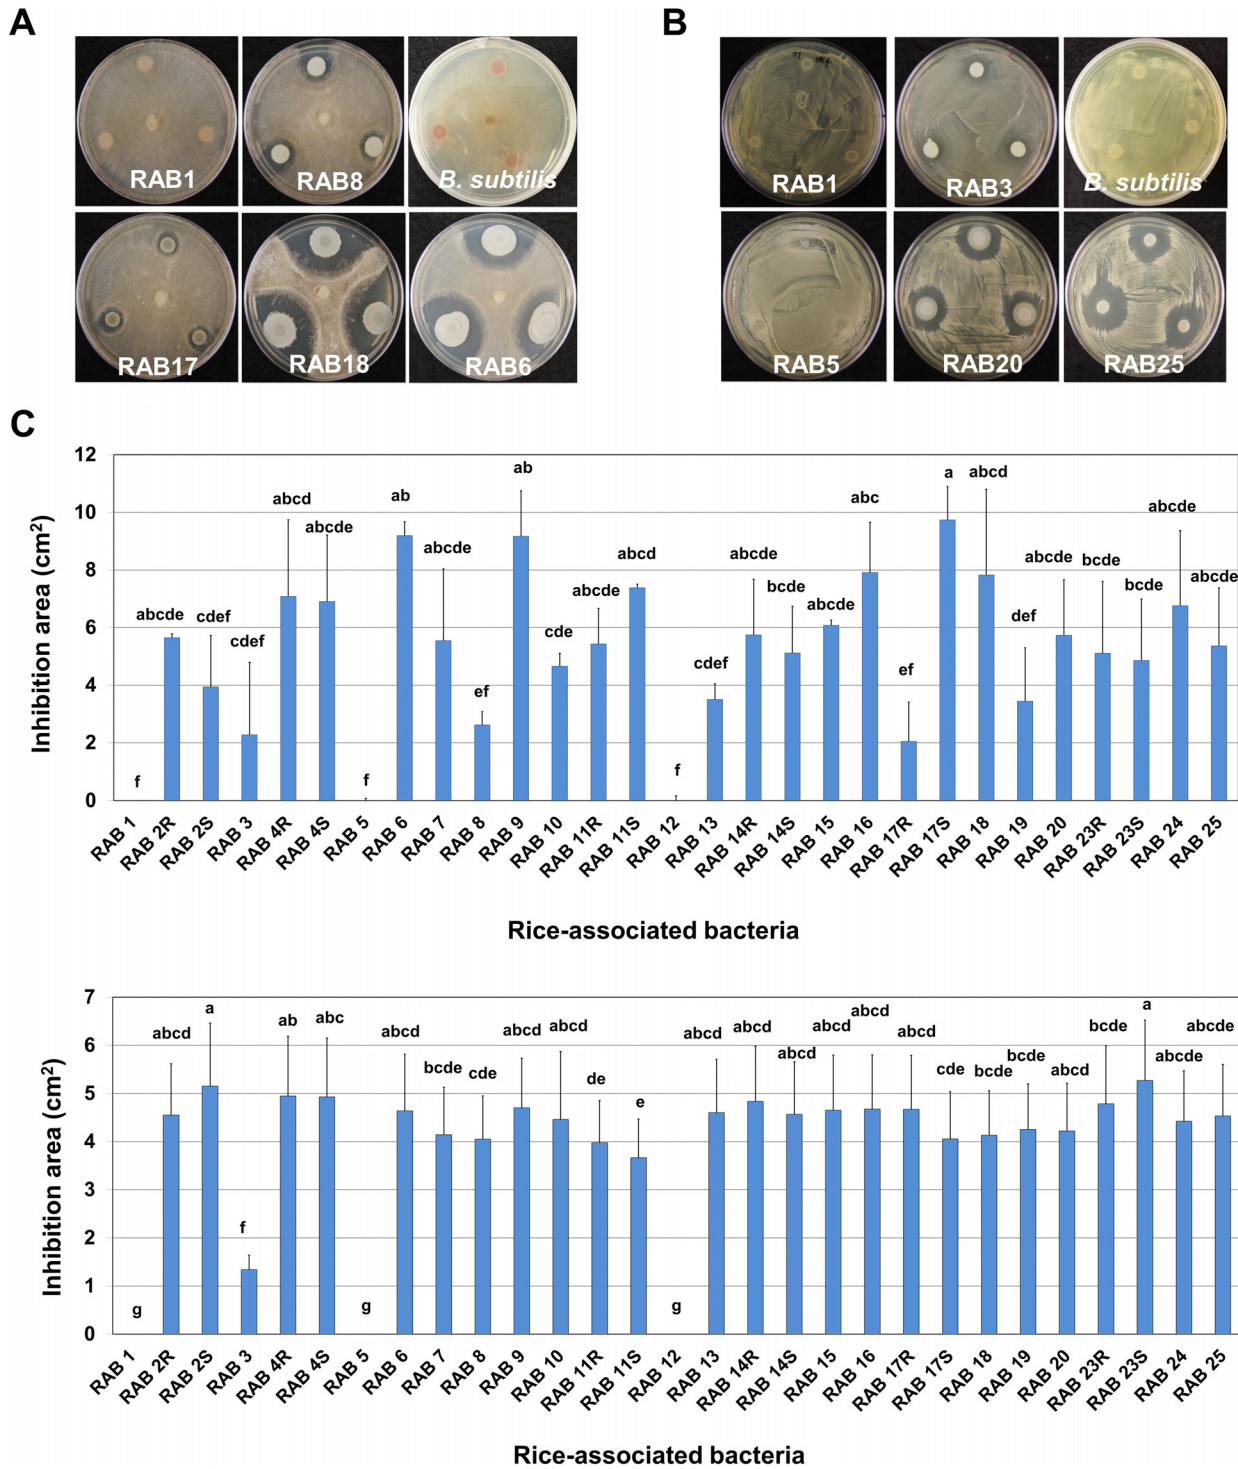 A
B
RAB1
RAB8
B. subtilis
RAB1
RAB3
B. subtilis
RAB17
RAB18
RAB6
RAB5
RAB20
RAB25
C
12
10
8
6
4
2
0
Inhibition area (cm²)
f
abcde
cdef
cdef
abcd
abcde
f
ab
abcde
ef
ab
cde
abcde
abcd
f
cdef
abcde
bcde
abcde
abc
ef
a
abcd
def
abcde
bcde
bcde
abcde
abcde
RAB 1
RAB 2R
RAB 2S
RAB 3
RAB 4R
RAB 4S
RAB 5
RAB 6
RAB 7
RAB 8
RAB 9
RAB 10
RAB 11R
RAB 11S
RAB 12
RAB 13
RAB 14R
RAB 14S
RAB 15
RAB 16
RAB 17R
RAB 17S
RAB 18
RAB 19
RAB 20
RAB 23R
RAB 23S
RAB 24
RAB 25
Rice-associated bacteria
7
6
5
4
3
2
1
0
Inhibition area (cm²)
g
abcd
a
f
ab
abc
g
abcd
bcde
cde
abcd
abcd
de
e
g
abcd
abcd
abcd
abcd
abcd
abcd
cde
bcde
bcde
abcd
bcde
a
abcde
abcde
RAB 1
RAB 2R
RAB 2S
RAB 3
RAB 4R
RAB 4S
RAB 5
RAB 6
RAB 7
RAB 8
RAB 9
RAB 10
RAB 11R
RAB 11S
RAB 12
RAB 13
RAB 14R
RAB 14S
RAB 15
RAB 16
RAB 17R
RAB 17S
RAB 18
RAB 19
RAB 20
RAB 23R
RAB 23S
RAB 24
RAB 25
Rice-associated bacteria